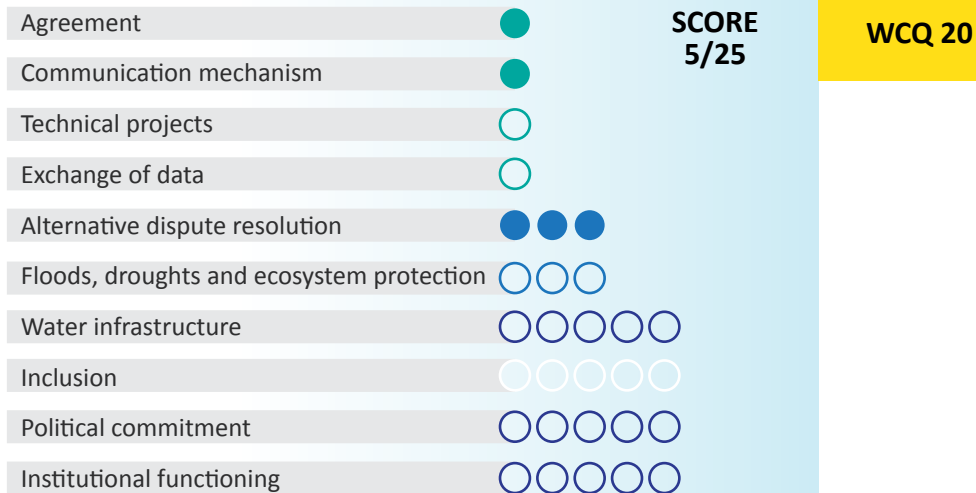 Agreement
SCORE
5/25
WCQ 20
Communication mechanism
Technical projects
Exchange of data
Alternative dispute resolution
Floods, droughts and ecosystem protection
Water infrastructure
Inclusion
Political commitment
Institutional functioning